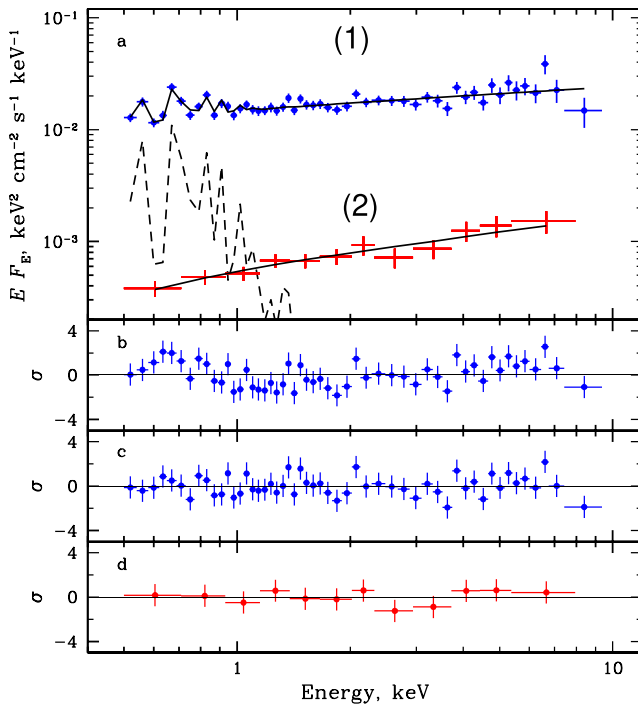 10⁻¹
a
(1)
10⁻²
(2)
10⁻³
E F_E, keV² cm⁻² s⁻¹ keV⁻¹
4
b
0
σ
−4
4
c
0
σ
−4
4
d
0
σ
−4
1
10
Energy, keV